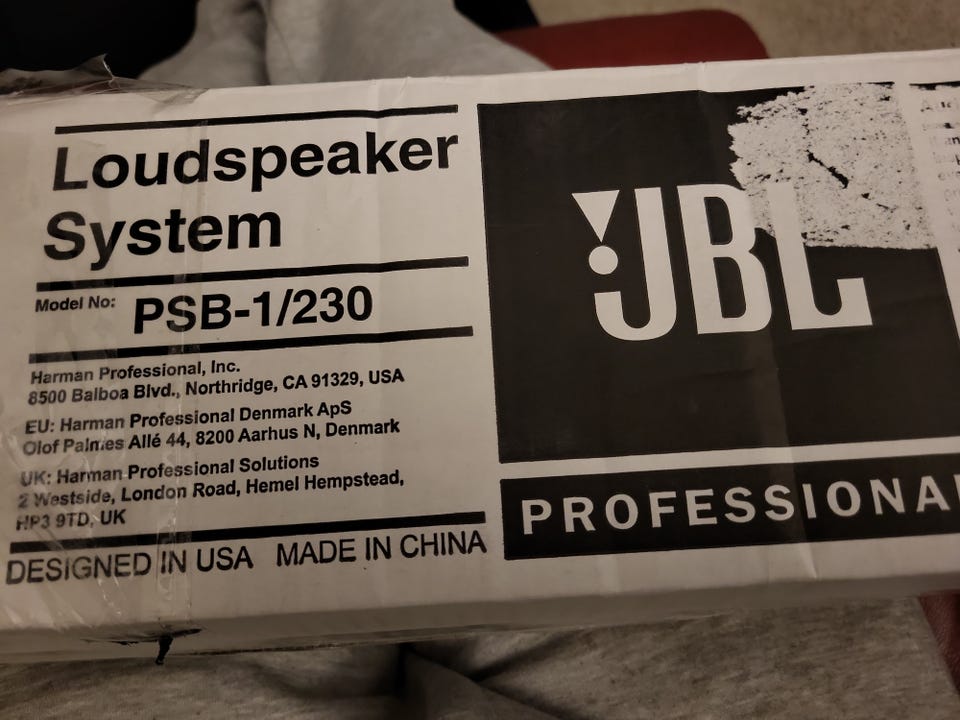 Loudspeaker
System
Model No: PSB-1/230
Harman Professional, Inc.
8500 Balboa Blvd., Northridge, CA 91329, USA
EU: Harman Professional Denmark ApS
Olof Palmes Allé 44, 8200 Aarhus N, Denmark
UK: Harman Professional Solutions
2 Westside, London Road, Hemel Hempstead,
HP3 9TD, UK
DESIGNED IN USA MADE IN CHINA
JBL
PROFESSIONA